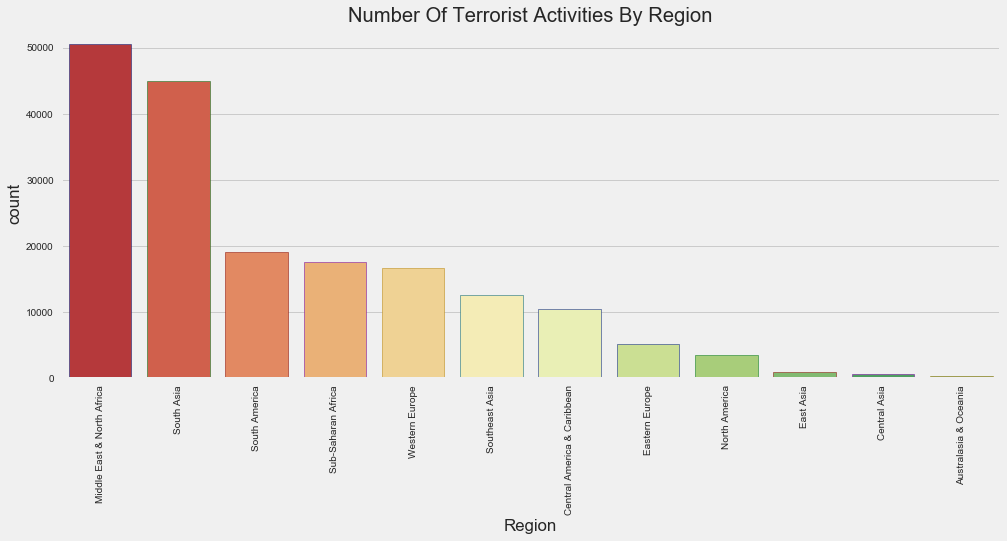 Number Of Terrorist Activities By Region
50000
40000
30000
20000
10000
0
count
Middle East & North Africa
South Asia
South America
Sub-Saharan Africa
Western Europe
Southeast Asia
Central America & Caribbean
Eastern Europe
North America
East Asia
Central Asia
Australasia & Oceania
Region